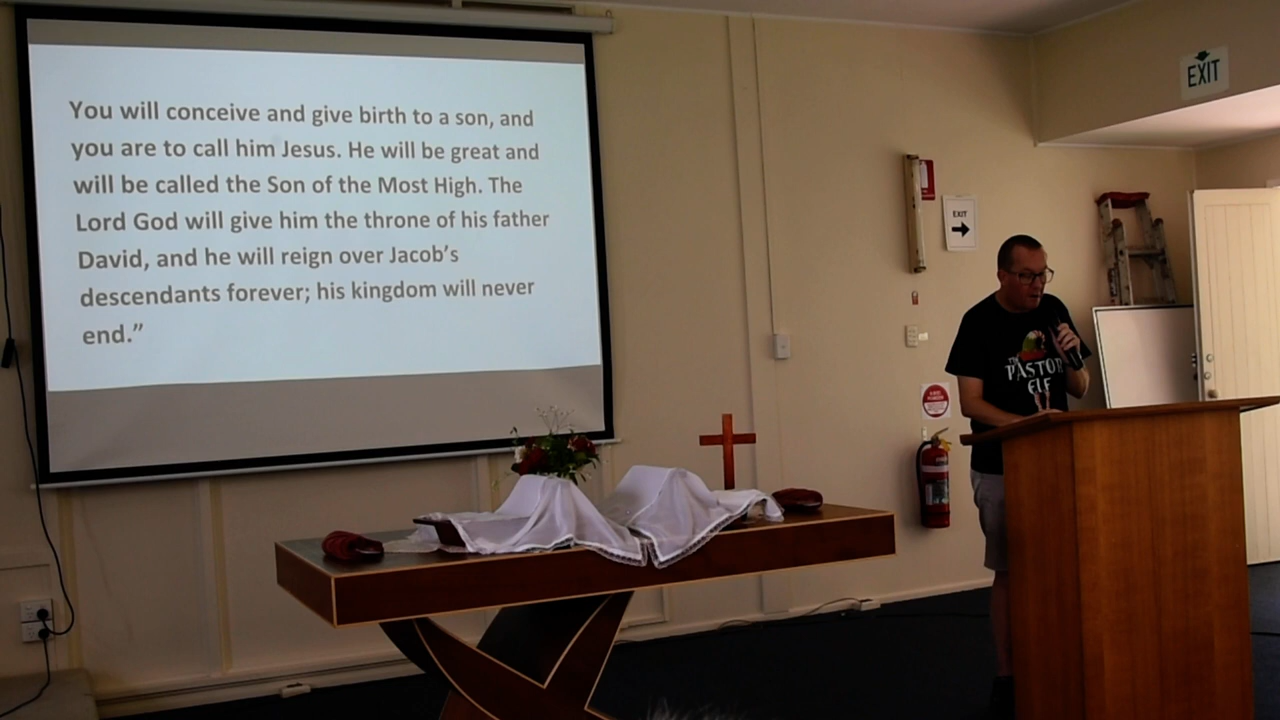 You will conceive and give birth to a son, and
you are to call him Jesus. He will be great and
will be called the Son of the Most High. The
Lord God will give him the throne of his father
David, and he will reign over Jacob's
descendants forever; his kingdom will never
end.”
EXIT
EXIT
PASTOR
ELF